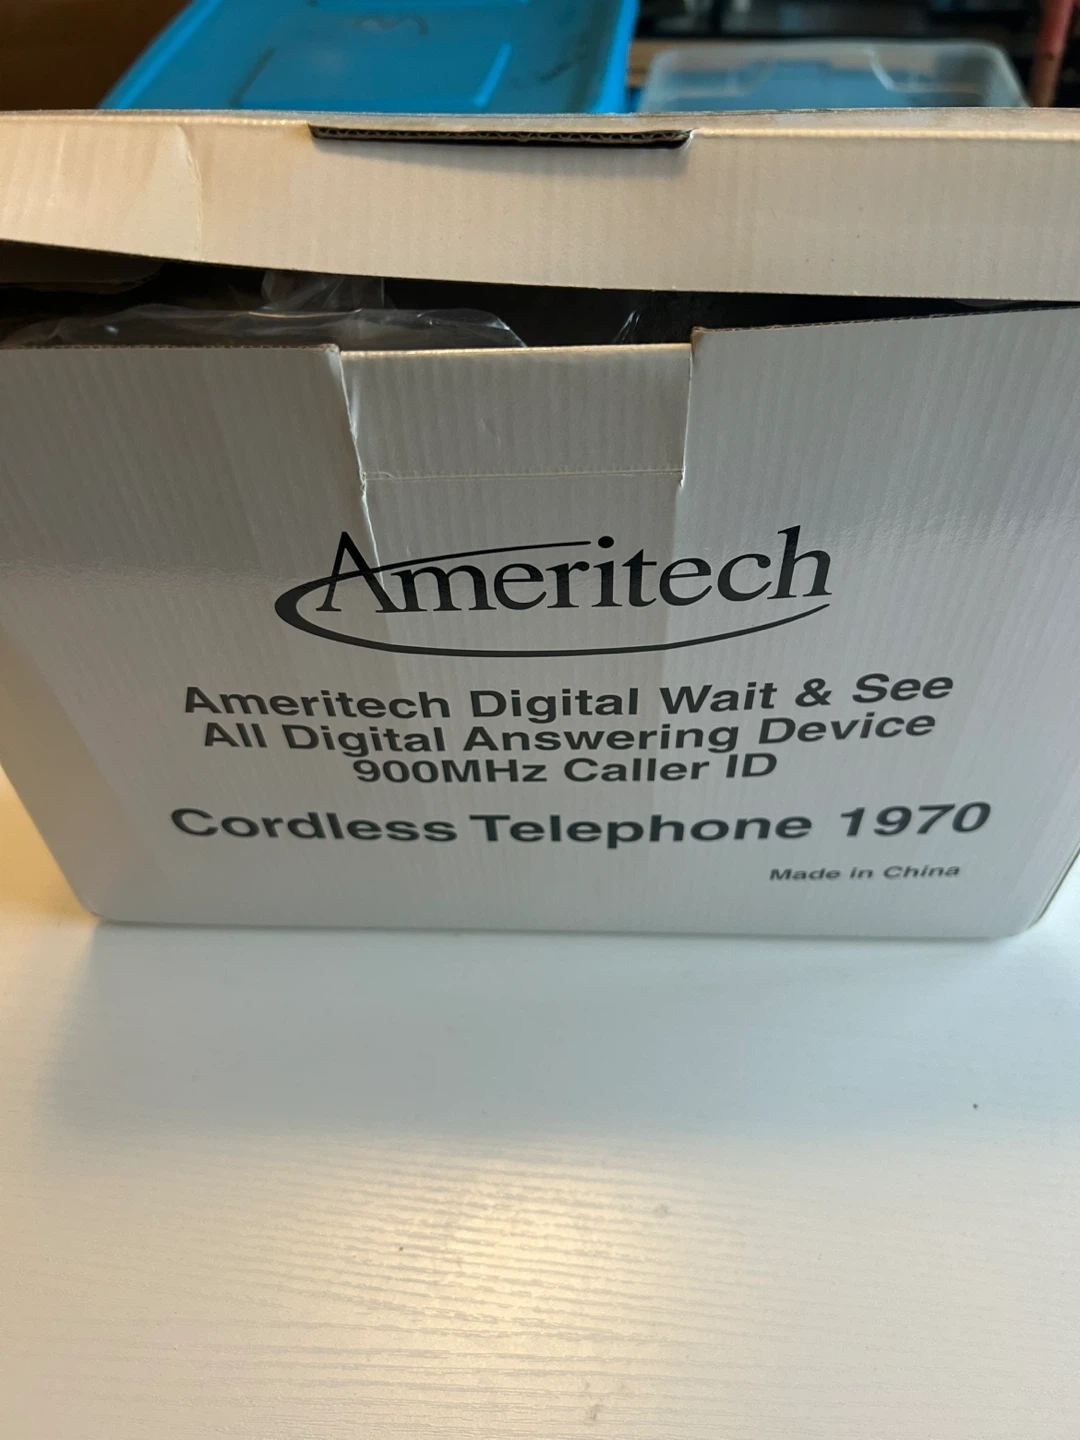 Ameritech
Ameritech Digital Wait & See
All Digital Answering Device
900MHz Caller ID
Cordless Telephone 1970
Made in China